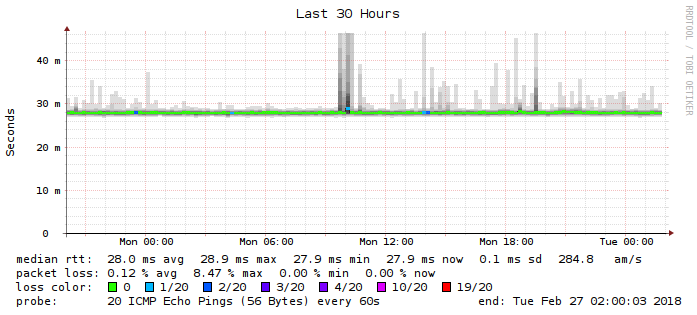 Last 30 Hours
RRDTOOL / TOBI OETIKER
Seconds
40 m
30 m
20 m
10 m
0
Mon 00:00 Mon 06:00 Mon 12:00 Mon 18:00 Tue 00:00
median rtt: 28.0 ms avg 28.9 ms max 27.9 ms min 27.9 ms now 0.1 ms sd 284.8 am/s
packet loss: 0.12 % avg 8.47 % max 0.00 % min 0.00 % now
loss color: 0 1/20 2/20 3/20 4/20 10/20 19/20
probe: 20 ICMP Echo Pings (56 Bytes) every 60s end: Tue Feb 27 02:00:03 2018